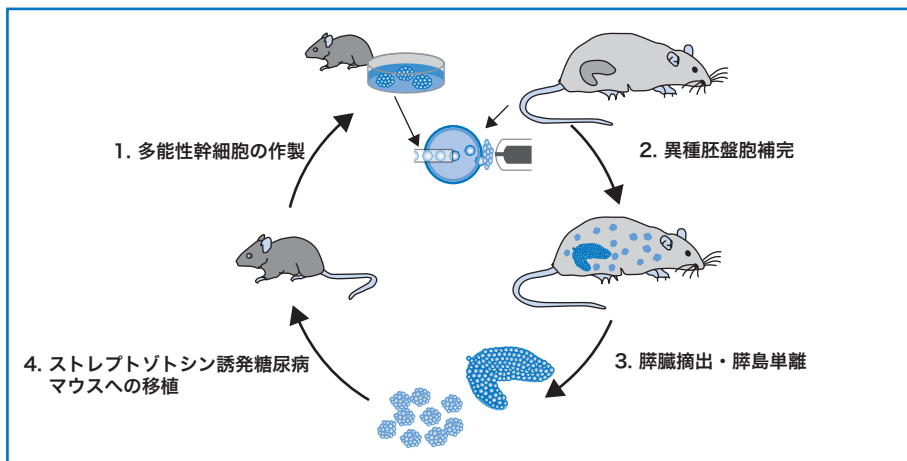 1. 多能性幹細胞の作製
2. 異種胚盤胞補完
3. 膵臓摘出・膵島単離
4. ストレプトゾトシン誘発糖尿病
マウスへの移植